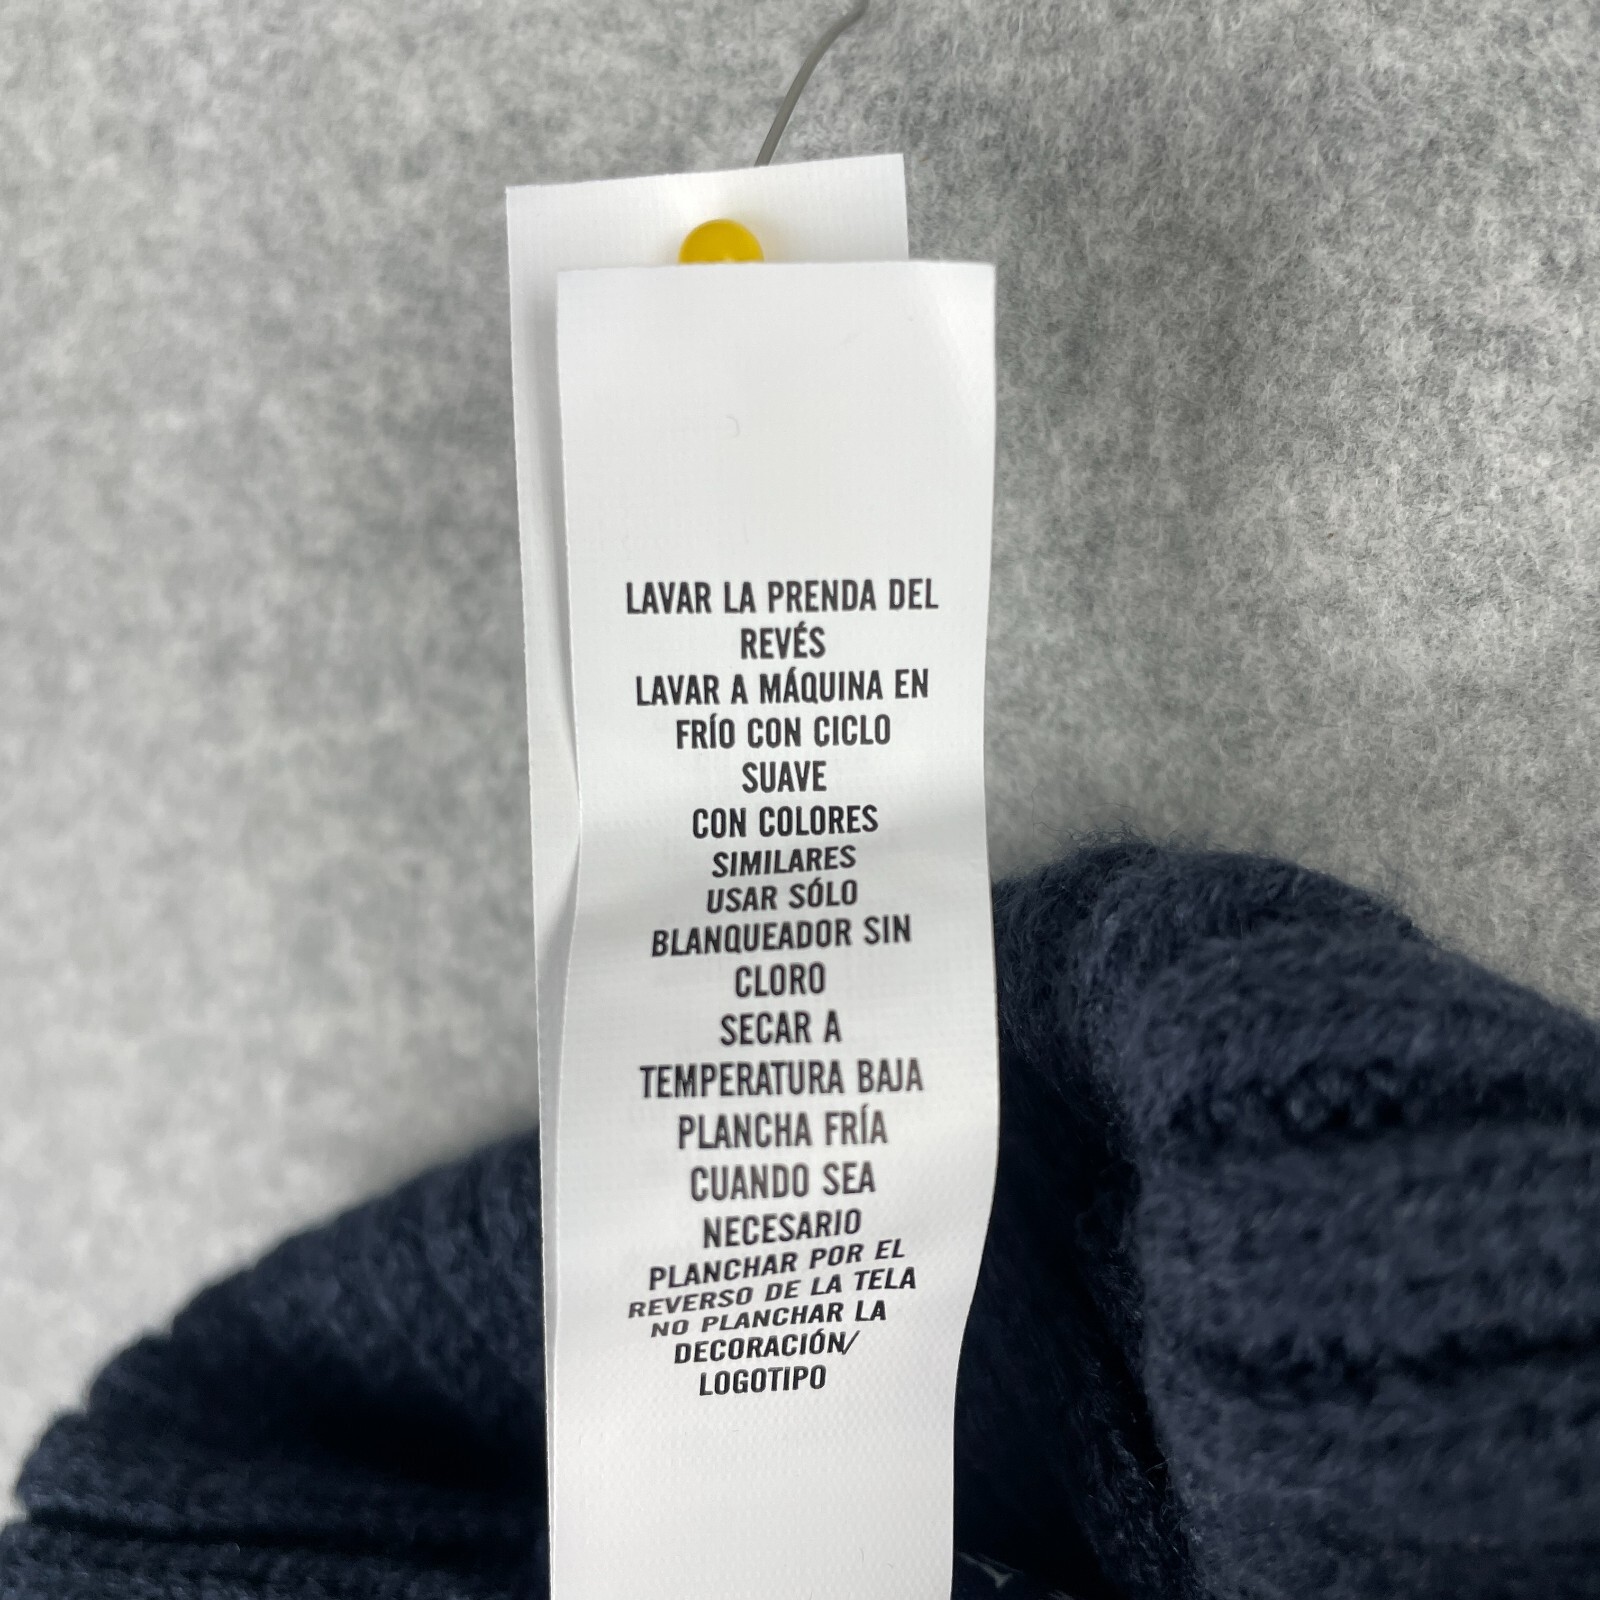 LAVAR LA PRENDA DEL
REVÉS
LAVAR A MÁQUINA EN
FRÍO CON CICLO
SUAVE
CON COLORES
SIMILARES
USAR SÓLO
BLANQUEADOR SIN
CLORO
SECAR A
TEMPERATURA BAJA
PLANCHA FRÍA
CUANDO SEA
NECESARIO
PLANCHAR POR EL
REVERSO DE LA TELA
NO PLANCHAR LA
DECORACIÓN/
LOGOTIPO